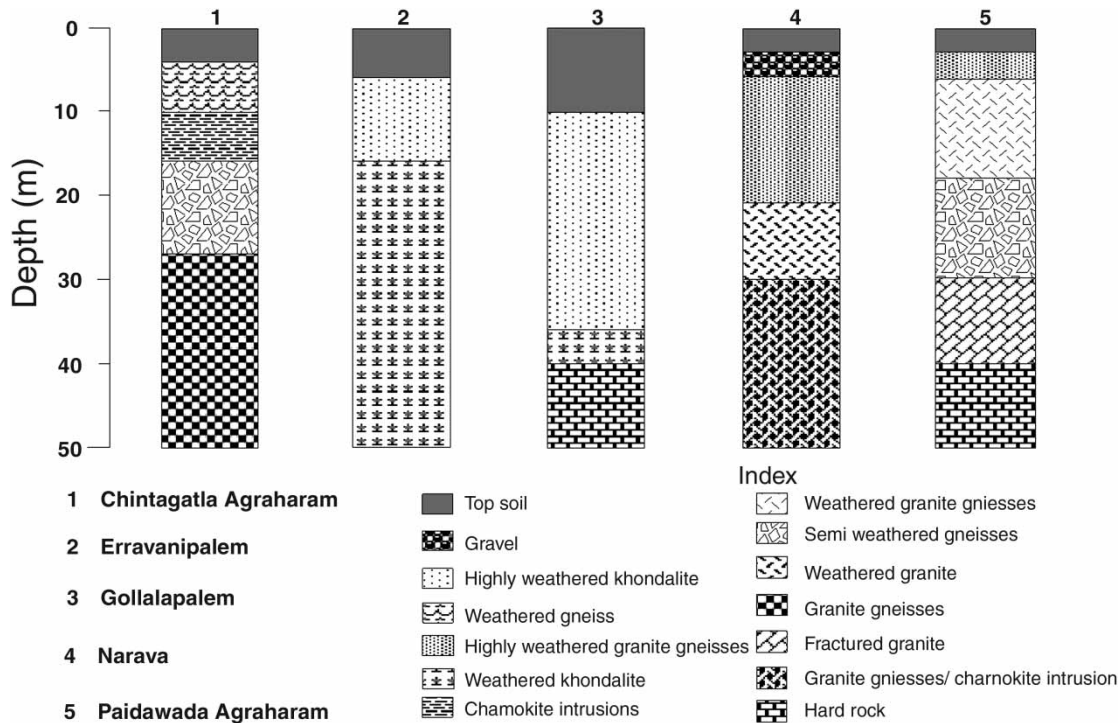 1 2 3 4 5
0
10
20
30
40
50
Depth (m)
1 Chintagatla Agraharam
2 Erravanipalem
3 Gollalapalem
4 Narava
5 Paidawada Agraharam
Top soil
Gravel
Highly weathered khondalite
Weathered gneiss
Highly weathered granite gneisses
Weathered khondalite
Chamokite intrusions
Index
Weathered granite gniesses
Semi weathered gneisses
Weathered granite
Granite gneisses
Fractured granite
Granite gniesses/ charnokite intrusion
Hard rock